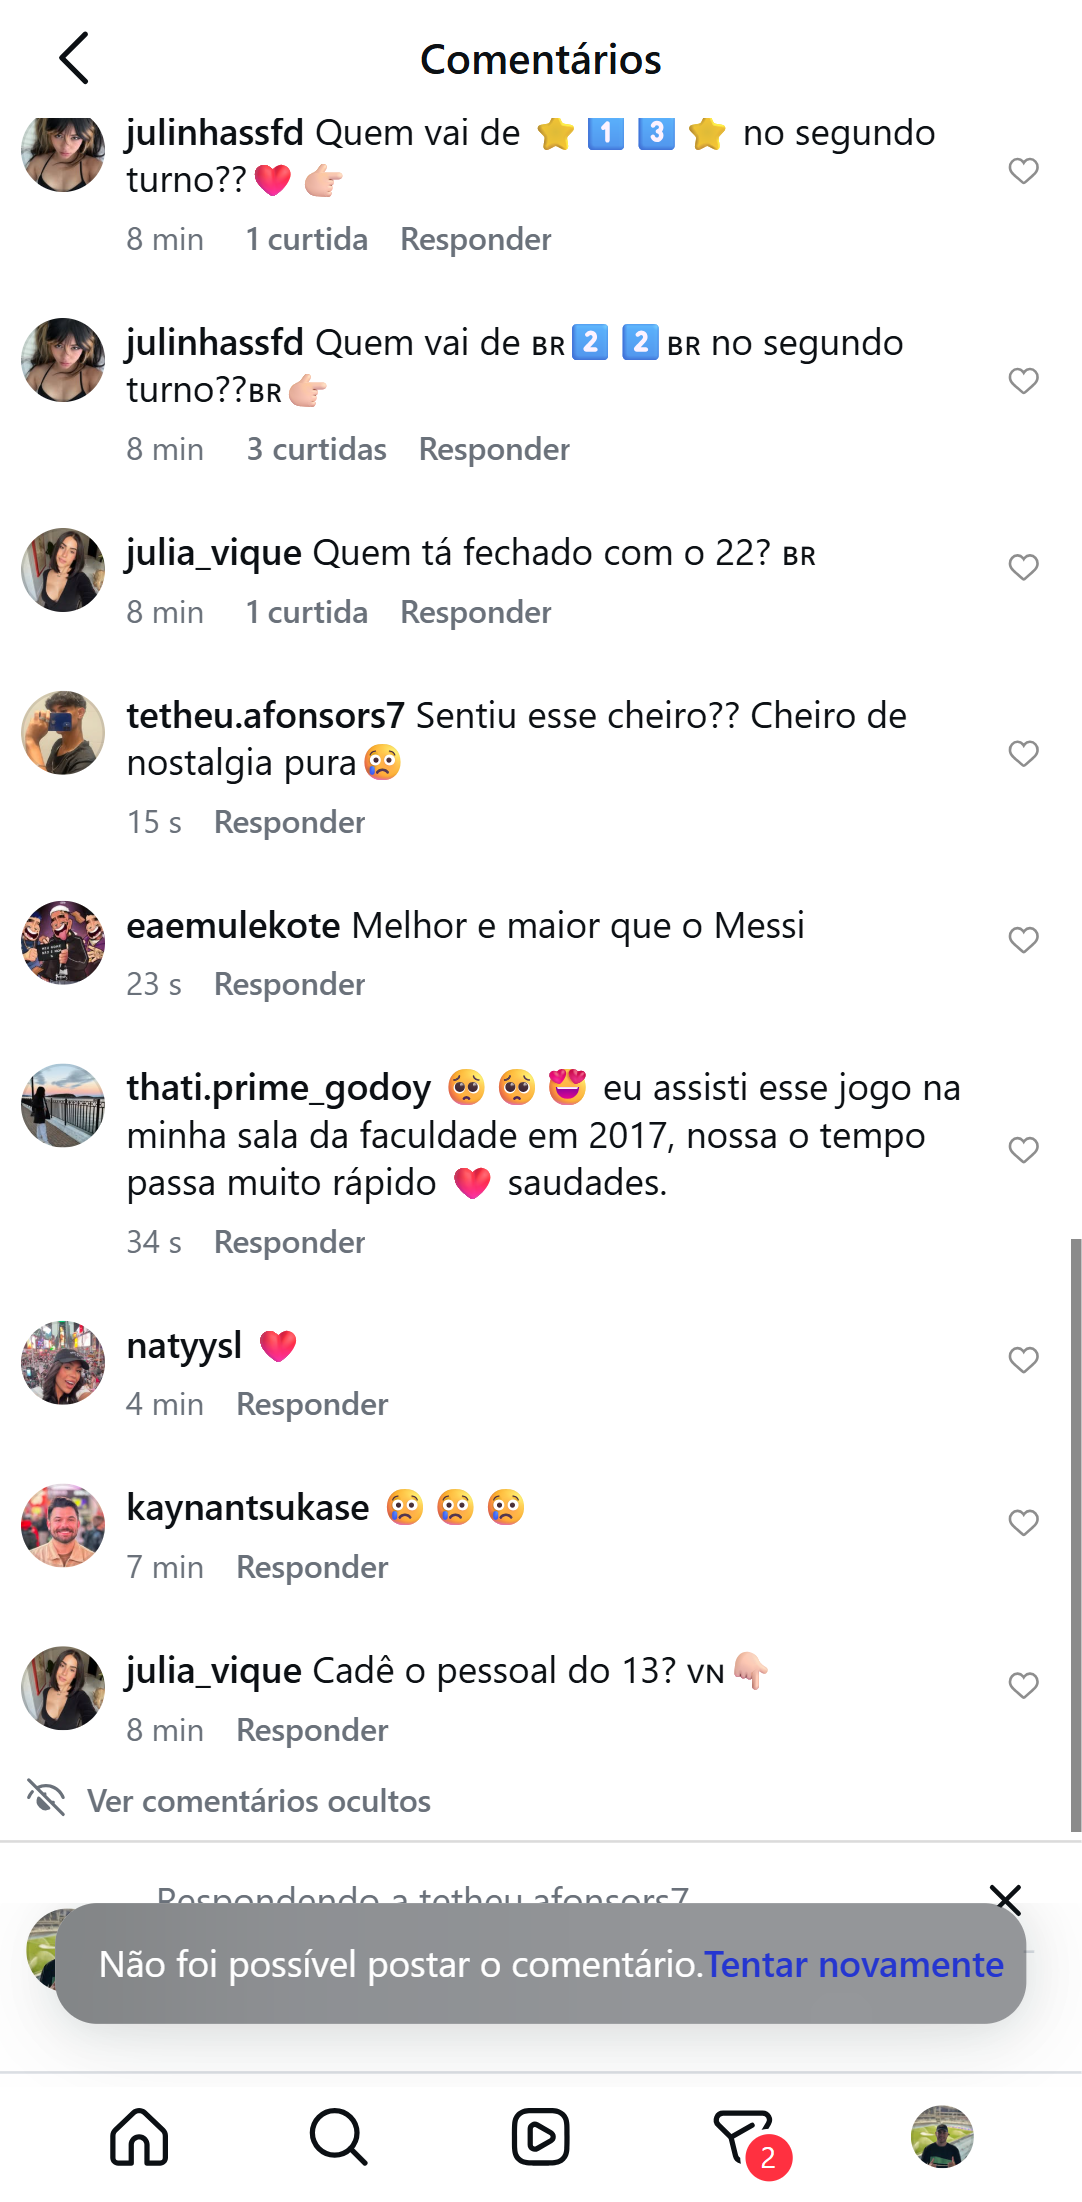 Comentários
julinhassfd Quem vai de ⭐ 1️⃣ 3️⃣ ⭐ no segundo
turno??❤️ 👉🏻
8 min 1 curtida Responder
julinhassfd Quem vai de BR 2️⃣ 2️⃣ BR no segundo
turno??BR 👉🏻
8 min 3 curtidas Responder
julia_vique Quem tá fechado com o 22? BR
8 min 1 curtida Responder
tetheu.afonsors7 Sentiu esse cheiro?? Cheiro de
nostalgia pura😢
15 s Responder
eaemulekote Melhor e maior que o Messi
23 s Responder
thati.prime_godoy 🥺 🥺 😍 eu assisti esse jogo na
minha sala da faculdade em 2017, nossa o tempo
passa muito rápido ❤️ saudades.
34 s Responder
natyysl ❤️
4 min Responder
kaynantsukase 😢 😢 😢
7 min Responder
julia_vique Cadê o pessoal do 13? VN👇🏻
8 min Responder
Ver comentários ocultos
Respondendo a tetheu.afonsors7
Não foi possível postar o comentário.Tentar novamente
2